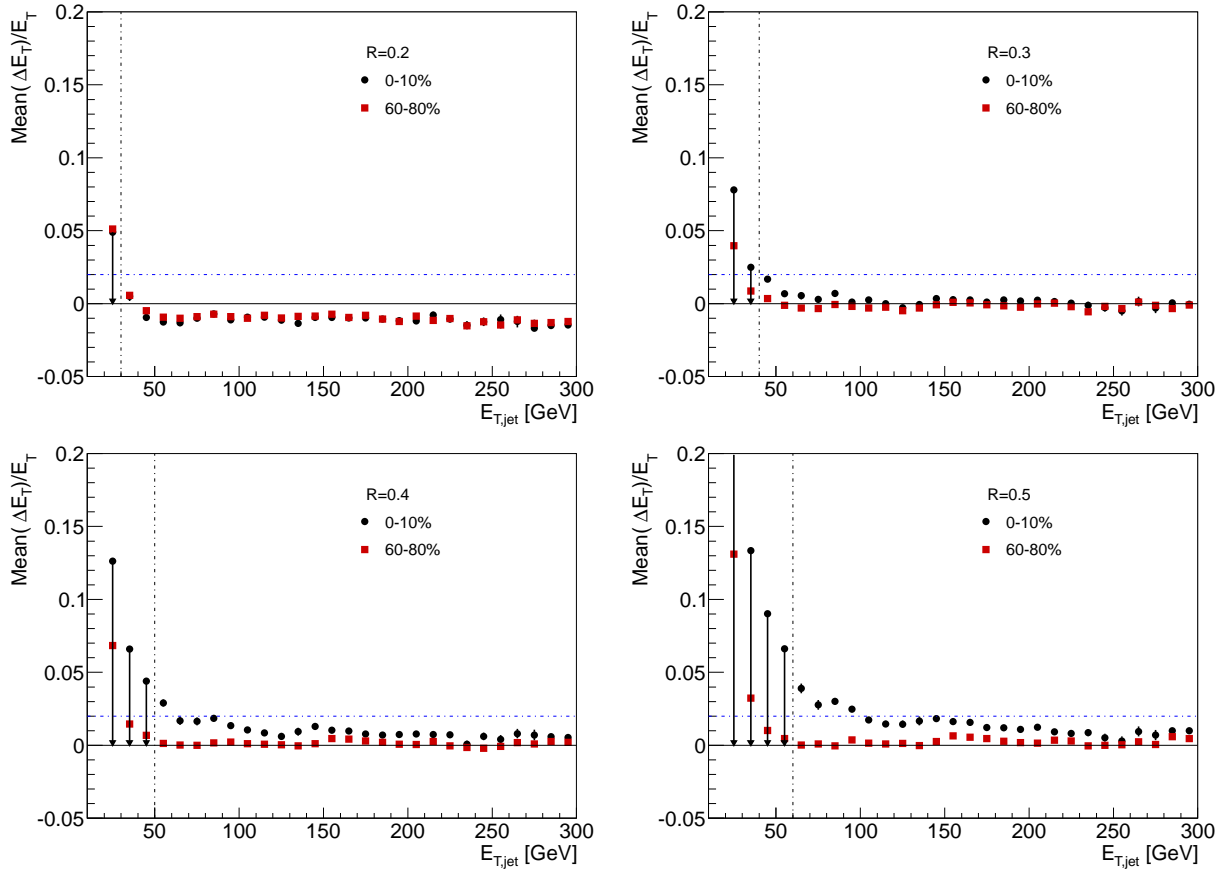 Mean( ΔE_T)/E_T
0.2
0.15
0.1
0.05
0
-0.05
R=0.2
0-10%
60-80%
50 100 150 200 250 300
E_T,jet [GeV]
Mean( ΔE_T)/E_T
0.2
0.15
0.1
0.05
0
-0.05
R=0.3
0-10%
60-80%
50 100 150 200 250 300
E_T,jet [GeV]
Mean( ΔE_T)/E_T
0.2
0.15
0.1
0.05
0
-0.05
R=0.4
0-10%
60-80%
50 100 150 200 250 300
E_T,jet [GeV]
Mean( ΔE_T)/E_T
0.2
0.15
0.1
0.05
0
-0.05
R=0.5
0-10%
60-80%
50 100 150 200 250 300
E_T,jet [GeV]